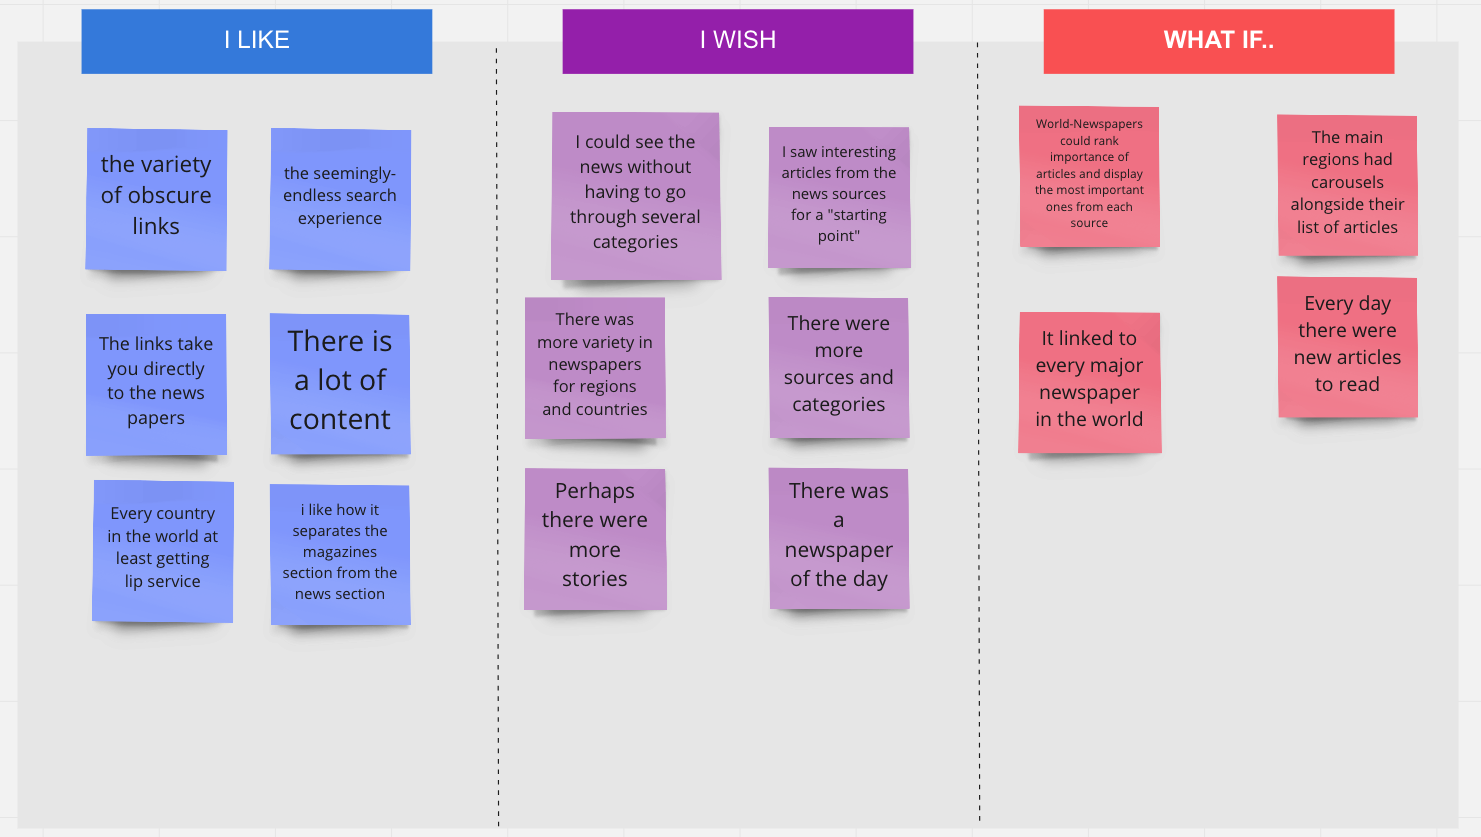 I LIKE
I WISH
WHAT IF..
the variety
of obscure
links
the seemingly-
endless search
experience
The links take
you directly
to the news
papers
There is
a lot of
content
Every country
in the world at
least getting
lip service
i like how it
separates the
magazines
section from the
news section
I could see the
news without
having to go
through several
categories
I saw interesting
articles from the
news sources
for a "starting
point"
There was
more variety in
newspapers
for regions
and countries
There were
more
sources and
categories
Perhaps
there were
more
stories
There was
a
newspaper
of the day
World-Newspapers
could rank
importance of
articles and display
the most important
ones from each
source
The main
regions had
carousels
alongside their
list of articles
It linked to
every major
newspaper
in the world
Every day
there were
new articles
to read